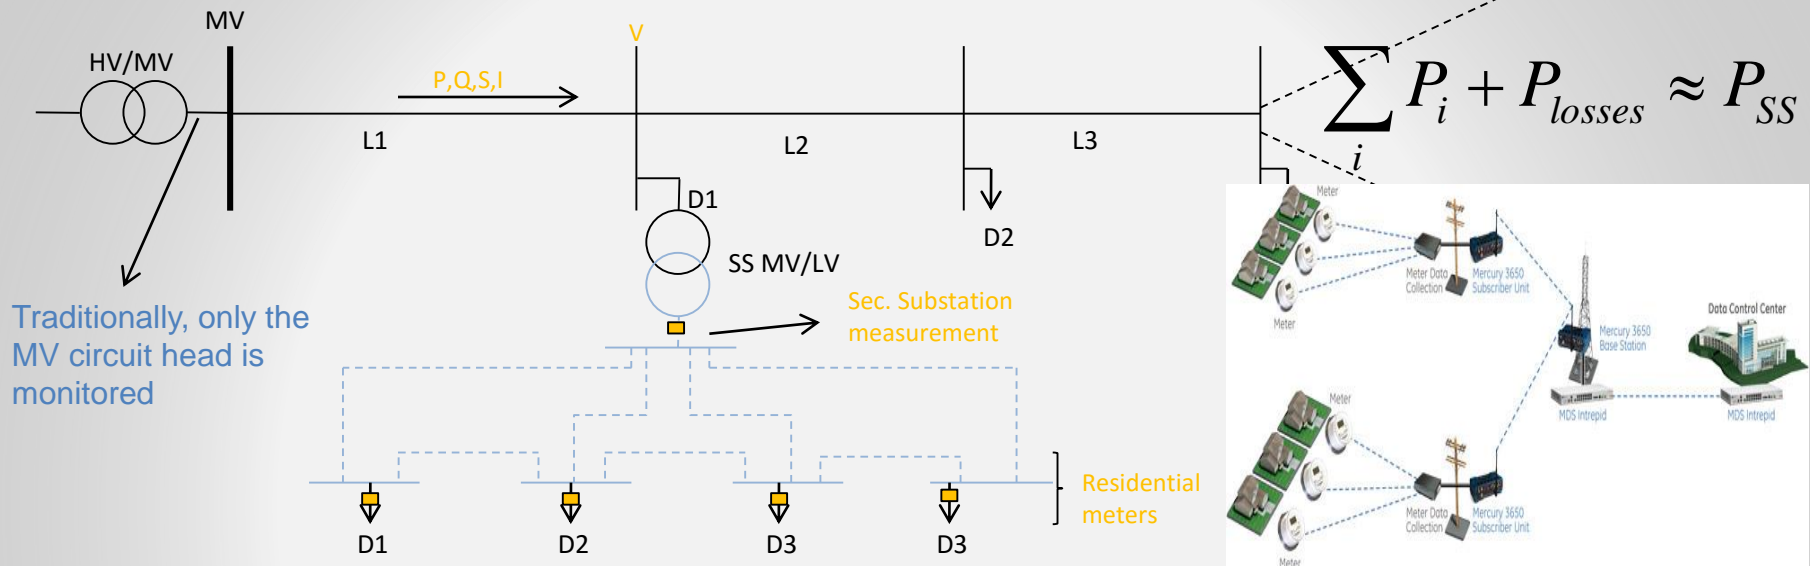 MV
HV/MV
V
P,Q,S,I
L1
L2
L3
∑ P_i + P_losses ≈ P_SS
i
D1
D2
SS MV/LV
Sec. Substation
measurement
Traditionally, only the
MV circuit head is
monitored
Residential
meters
D1
D2
D3
D3
Meter
Meter Data
Collection
Mercury 3650
Subscriber Unit
Meter
Mercury 3650
Base Station
Data Control Center
MDS Intrepid
MDS Intrepid
Meter
Meter Data
Collection
Mercury 3650
Subscriber Unit
Meter